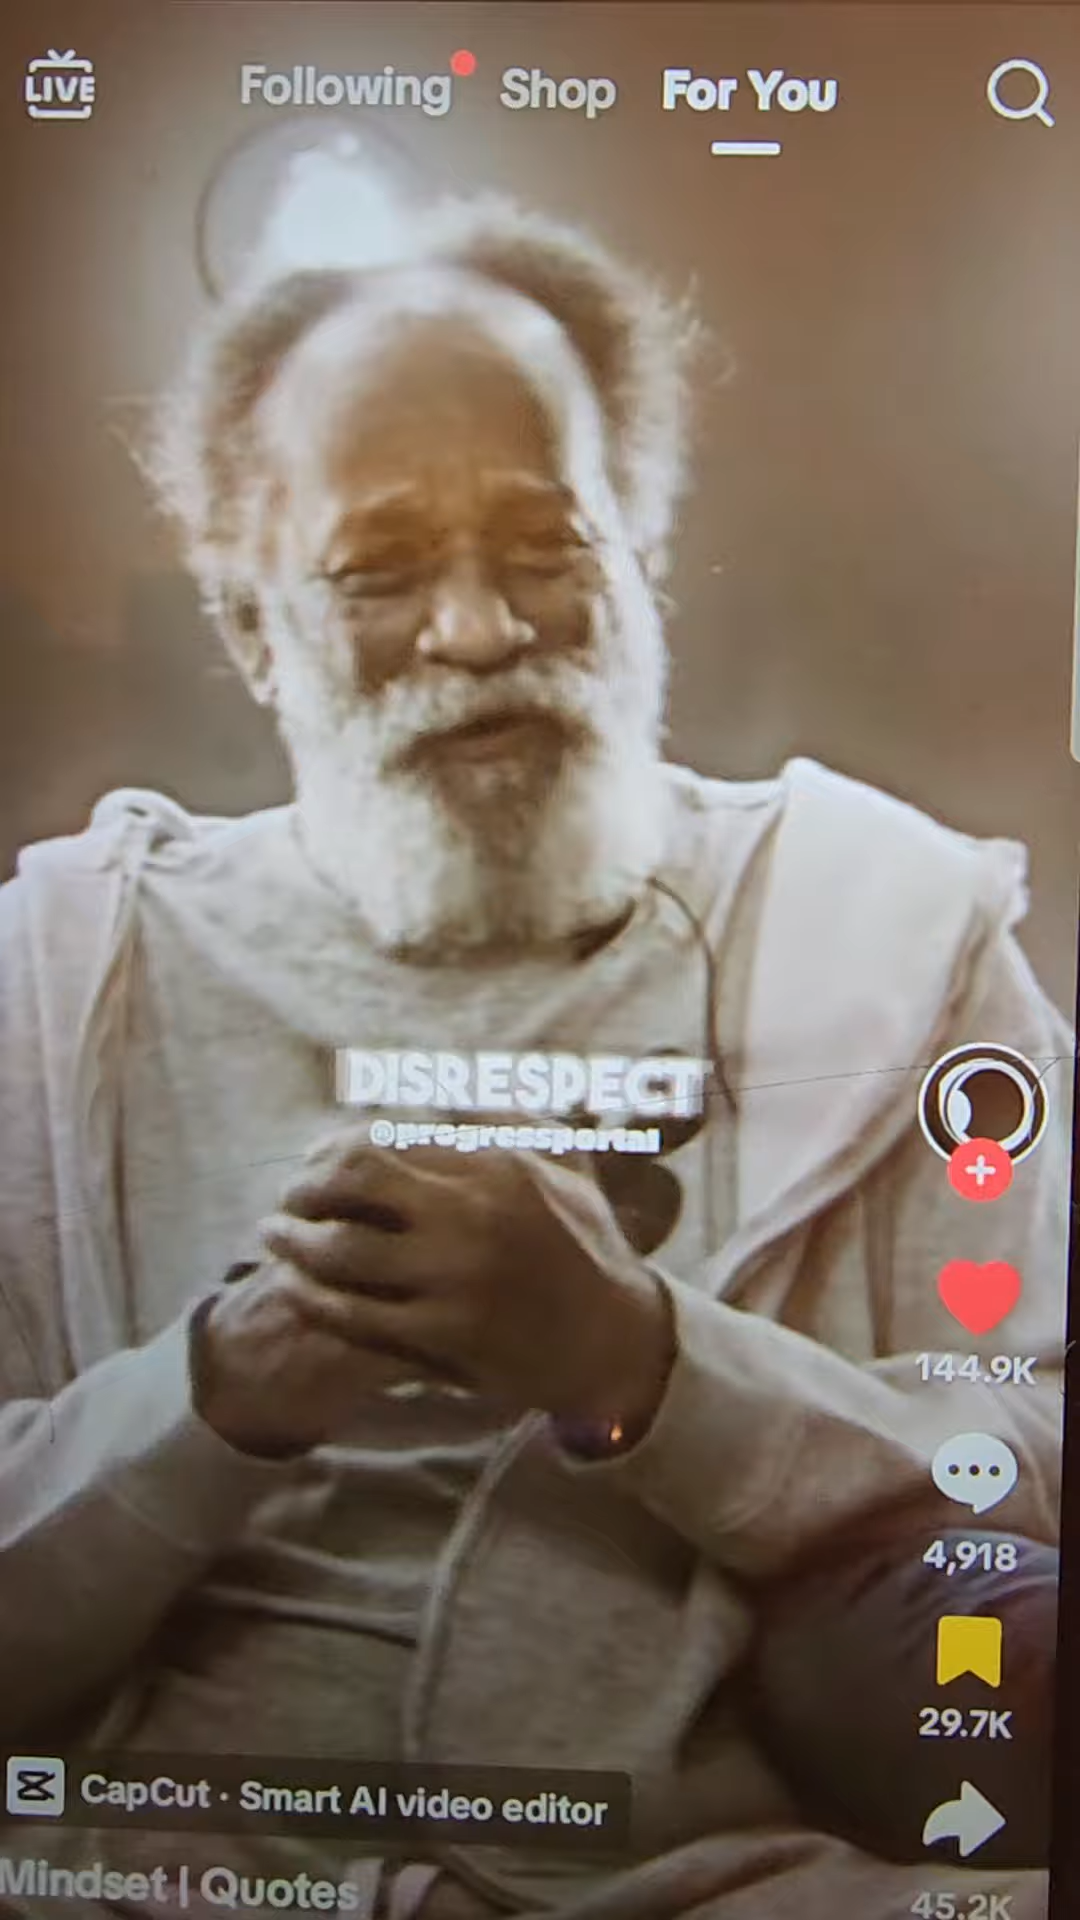 LIVE
Following
Shop
For You
DISRESPECT
@progressportal
144.9K
4,918
29.7K
CapCut · Smart AI video editor
Mindset | Quotes
45.2K